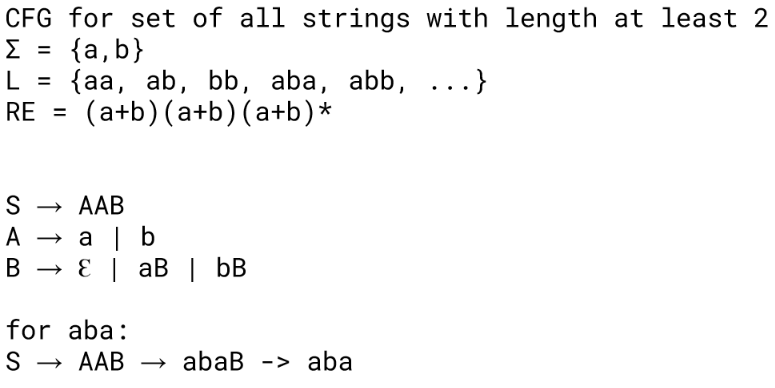 CFG for set of all strings with length at least 2
Σ = {a,b}
L = {aa, ab, bb, aba, abb, ...}
RE = (a+b)(a+b)(a+b)*
S → AAB
A → a | b
B → Ɛ | aB | bB
for aba:
S → AAB → abaB -> aba